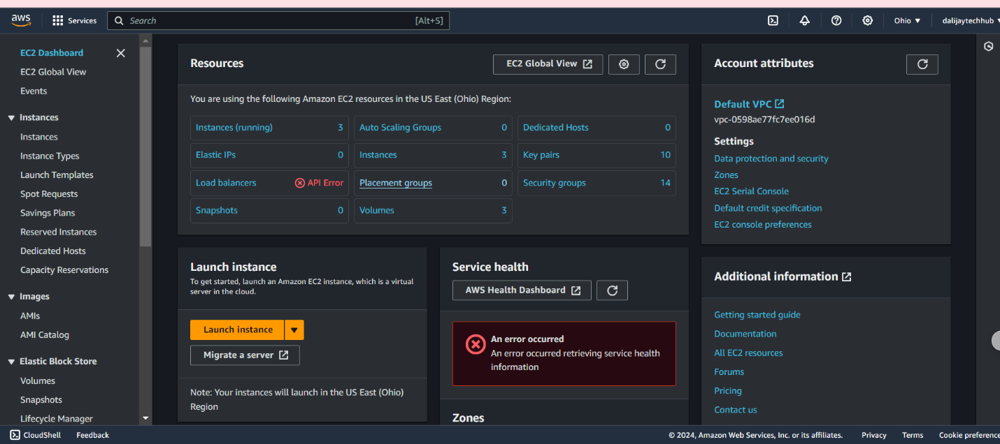 aws
Services
Search
[Alt+S]
Ohio
dalijaytechhub
EC2 Dashboard
EC2 Global View
Events
Instances
Instances
Instance Types
Launch Templates
Spot Requests
Savings Plans
Reserved Instances
Dedicated Hosts
Capacity Reservations
Images
AMIs
AMI Catalog
Elastic Block Store
Volumes
Snapshots
Lifecycle Manager
Resources
EC2 Global View
You are using the following Amazon EC2 resources in the US East (Ohio) Region:
Instances (running) 3
Auto Scaling Groups 0
Dedicated Hosts 0
Elastic IPs 0
Instances 3
Key pairs 10
Load balancers API Error
Placement groups 0
Security groups 14
Snapshots 0
Volumes 3
Launch instance
To get started, launch an Amazon EC2 instance, which is a virtual
server in the cloud.
Launch instance
Migrate a server
Note: Your instances will launch in the US East (Ohio)
Region
Service health
AWS Health Dashboard
An error occurred
An error occurred retrieving service health
information
Zones
Account attributes
Default VPC
vpc-0598ae77fc7ee016d
Settings
Data protection and security
Zones
EC2 Serial Console
Default credit specification
EC2 console preferences
Additional information
Getting started guide
Documentation
All EC2 resources
Forums
Pricing
Contact us
CloudShell
Feedback
© 2024, Amazon Web Services, Inc. or its affiliates.
Privacy
Terms
Cookie preference